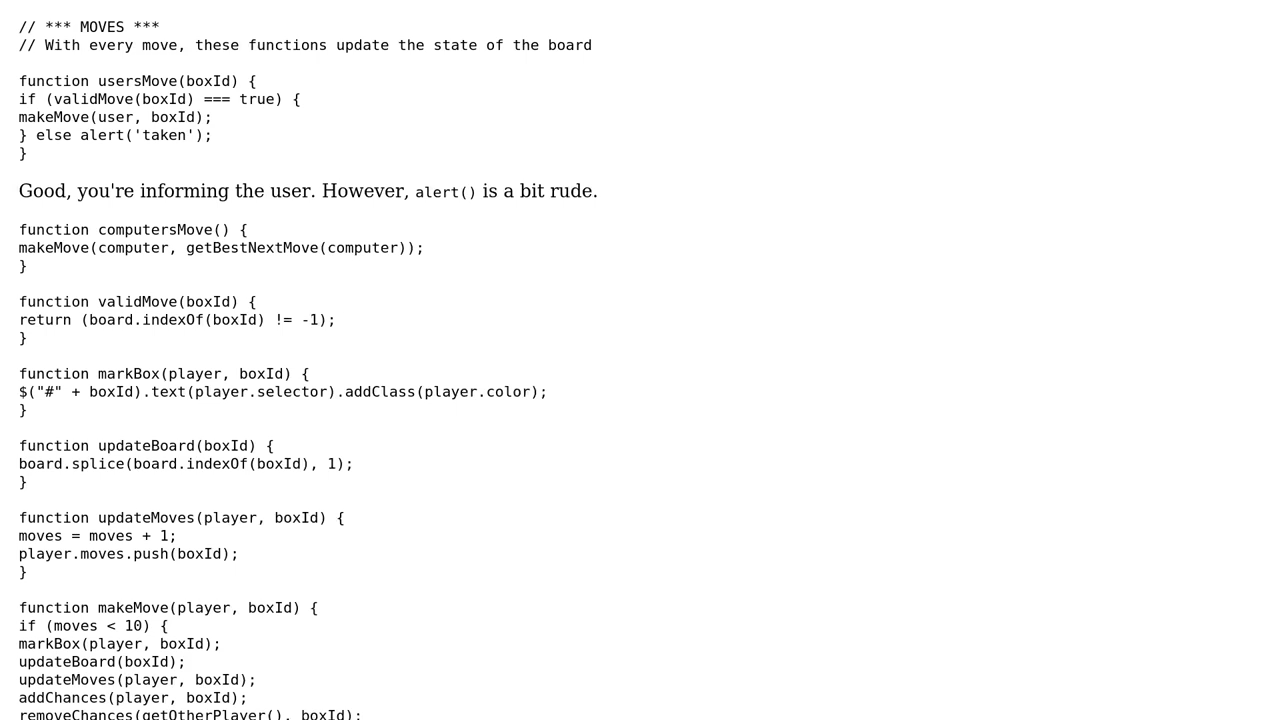 // *** MOVES ***
// With every move, these functions update the state of the board
function usersMove(boxId) {
if (validMove(boxId) === true) {
makeMove(user, boxId);
} else alert('taken');
}
Good, you're informing the user. However, alert() is a bit rude.
function computersMove() {
makeMove(computer, getBestNextMove(computer));
}
function validMove(boxId) {
return (board.indexOf(boxId) != -1);
}
function markBox(player, boxId) {
$("#" + boxId).text(player.selector).addClass(player.color);
}
function updateBoard(boxId) {
board.splice(board.indexOf(boxId), 1);
}
function updateMoves(player, boxId) {
moves = moves + 1;
player.moves.push(boxId);
}
function makeMove(player, boxId) {
if (moves < 10) {
markBox(player, boxId);
updateBoard(boxId);
updateMoves(player, boxId);
addChances(player, boxId);
removeChances(getOtherPlayer(), boxId);